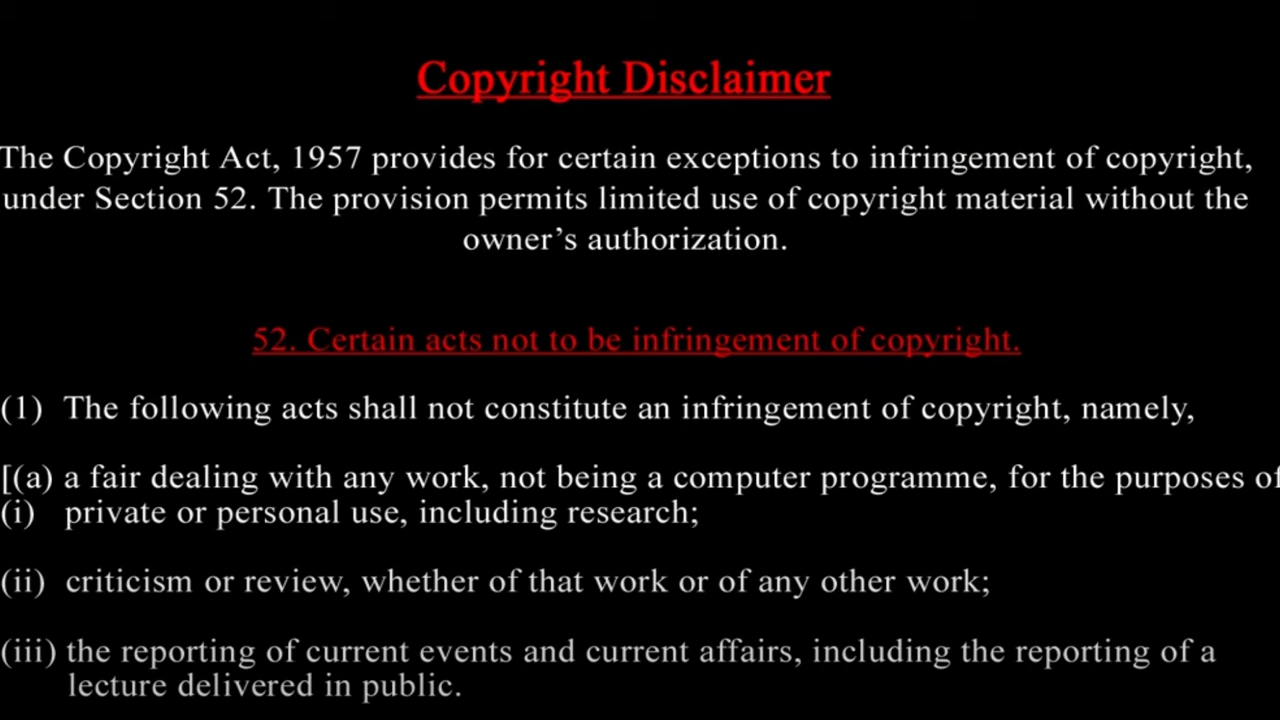 Copyright Disclaimer
The Copyright Act, 1957 provides for certain exceptions to infringement of copyright,
under Section 52. The provision permits limited use of copyright material without the
owner’s authorization.
52. Certain acts not to be infringement of copyright.
(1) The following acts shall not constitute an infringement of copyright, namely,
[(a) a fair dealing with any work, not being a computer programme, for the purposes of
(i) private or personal use, including research;
(ii) criticism or review, whether of that work or of any other work;
(iii) the reporting of current events and current affairs, including the reporting of a
lecture delivered in public.